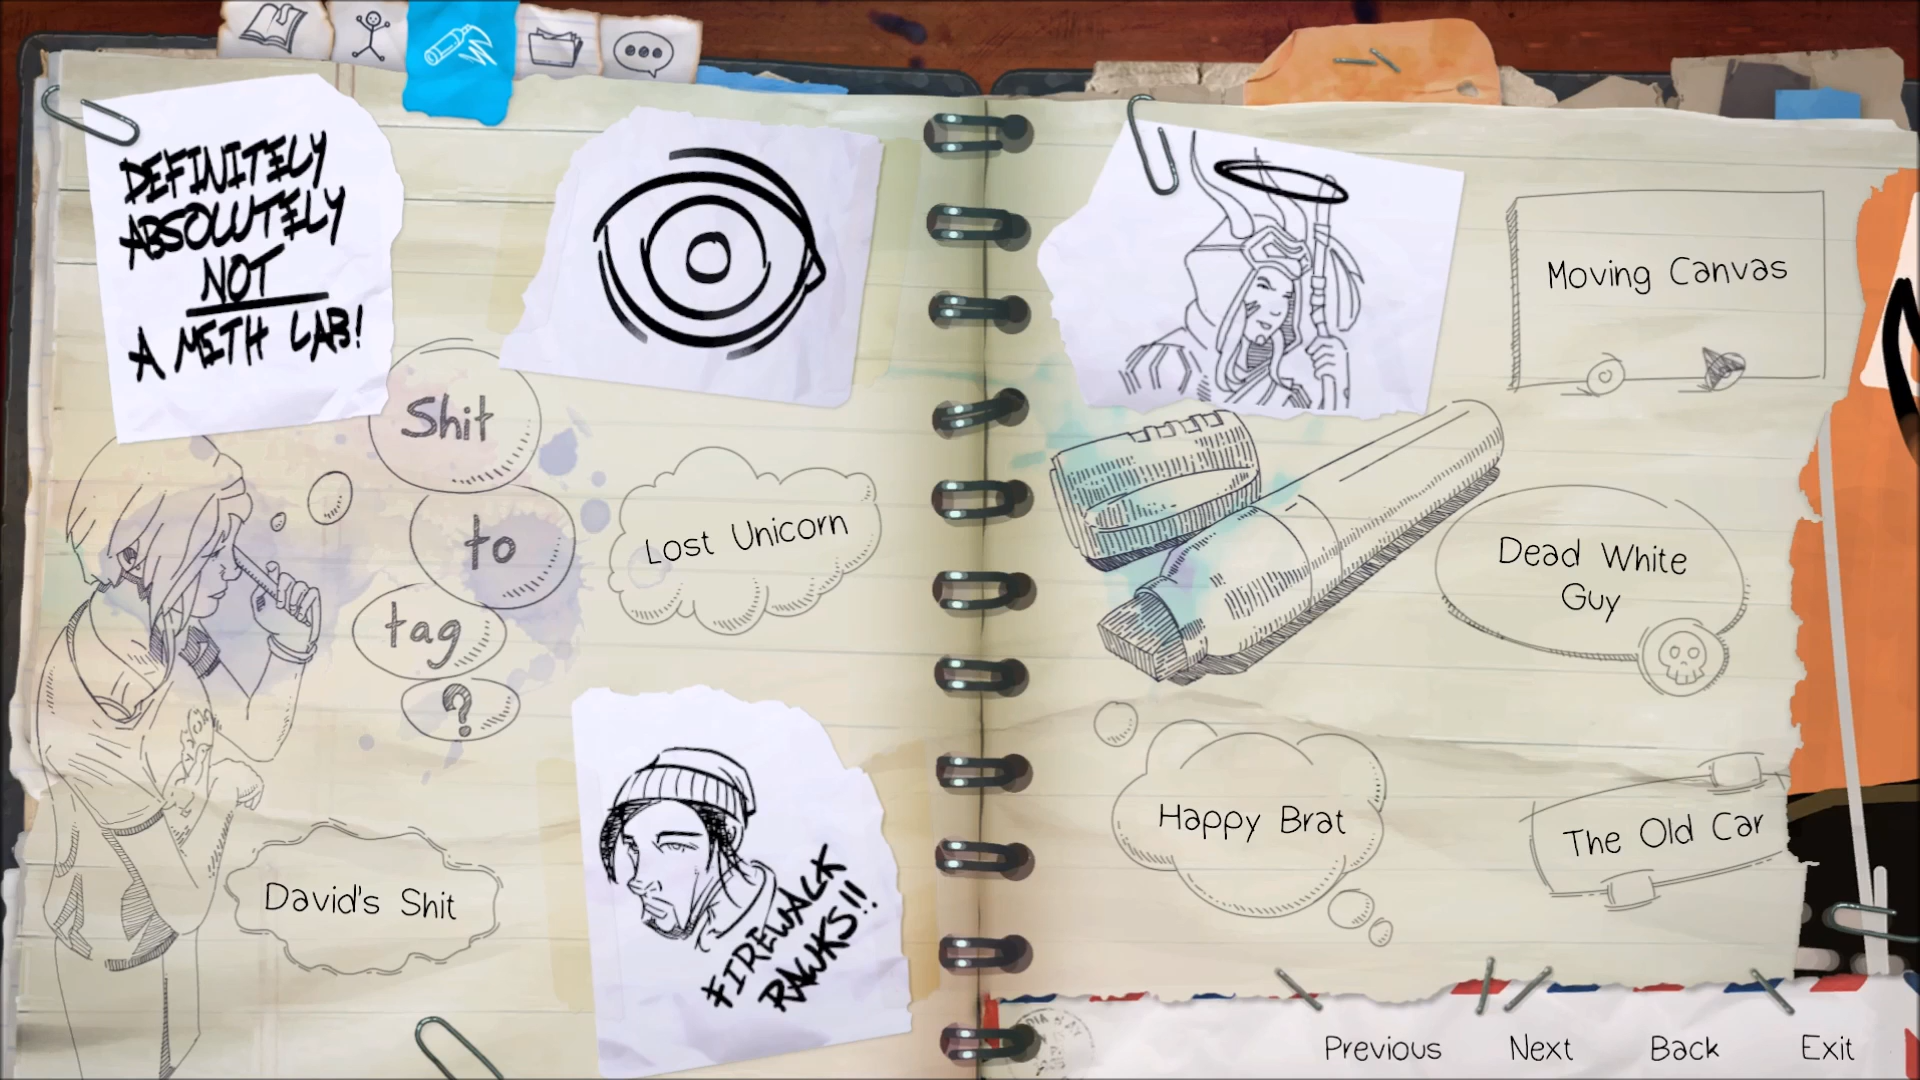 DEFINITELY
ABSOLUTELY
NOT
A METH LAB!
Shit
to
tag
?
Lost Unicorn
David's Shit
FIREWALK
RAWKS!!
Moving Canvas
Dead White
Guy
Happy Brat
The Old Car
Previous
Next
Back
Exit